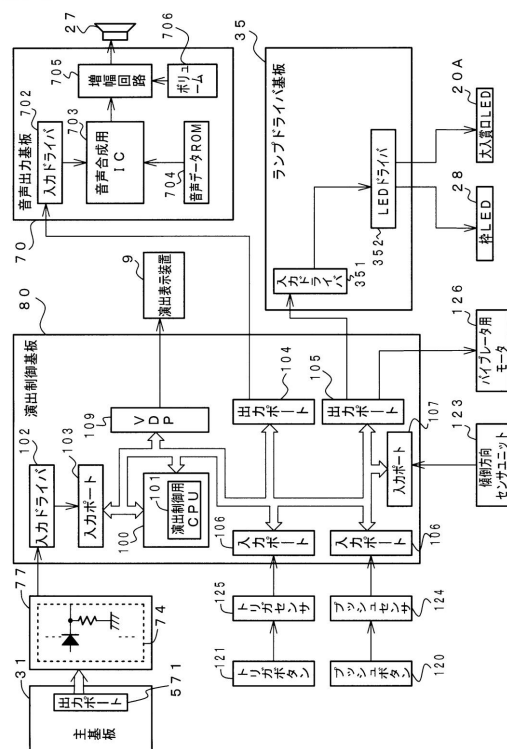 31
主基板
出力ポート
571
77
74
80
演出制御基板
102
入力ドライバ
103
入力ポート
100
101
演出制御用
CPU
109
VDP
9
演出表示装置
104
出力ポート
105
出力ポート
106
入力ポート
106
入力ポート
107
入力ポート
121
トリガボタン
125
トリガセンサ
120
プッシュボタン
124
プッシュセンサ
123
傾倒方向
センサユニット
126
バイブレータ用
モータ
70
音声出力基板
702
入力ドライバ
703
音声合成用
IC
704
音声データROM
705
増幅
回路
706
ボリュ
ーム
27
35
ランプドライバ基板
351
入力
ドライバ
352
LEDドライバ
28
枠LED
20A
大入賞口LED